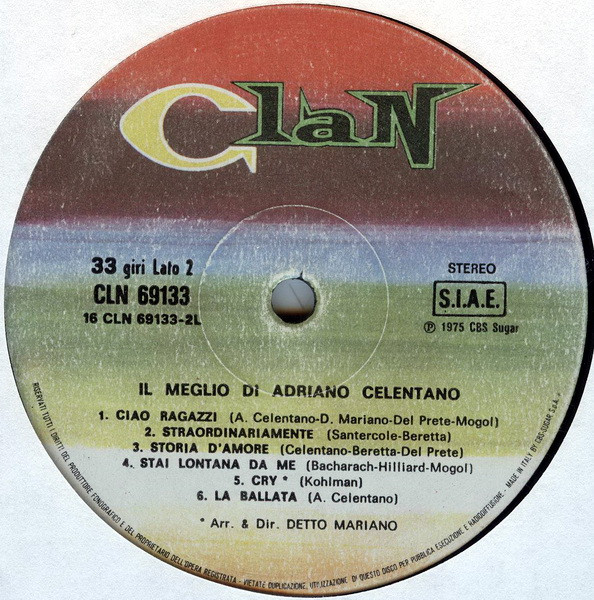 ClaN
33 giri Lato 2
CLN 69133
16 CLN 69133-2L
STEREO
S.I.A.E.
Ⓟ 1975 CBS Sugar
IL MEGLIO DI ADRIANO CELENTANO
1. CIAO RAGAZZI (A. Celentano-D. Mariano-Del Prete-Mogol)
2. STRAORDINARIAMENTE (Santercole-Beretta)
3. STORIA D'AMORE (Celentano-Beretta-Del Prete)
4. STAI LONTANA DA ME (Bacharach-Hilliard-Mogol)
5. CRY * (Kohlman)
6. LA BALLATA (A. Celentano)
* Arr. & Dir. DETTO MARIANO
RISERVATI TUTTI I DIRITTI DEL PRODUTTORE FONOGRAFICO E DEL PROPRIETARIO DELL'OPERA REGISTRATA - VIETATE DUPLICAZIONE, UTILIZZAZIONE DI QUESTO DISCO PER PUBBLICA ESECUZIONE E RADIODIFFUSIONE. - MADE IN ITALY BY CBS-SUGAR S.p.A.